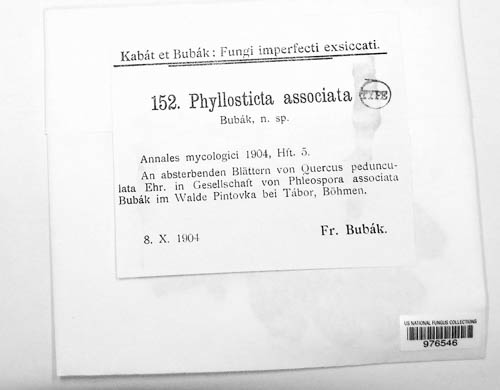 Kabát et Bubák: Fungi imperfecti exsiccati.
152. Phyllosticta associata TYPE
Bubák, n. sp.
Annales mycologici 1904, Hft. 5.
An absterbenden Blättern von Quercus peduncu-
lata Ehr. in Gesellschaft von Phleospora associata
Bubák im Walde Pintovka bei Tábor, Böhmen.
8. X. 1904 Fr. Bubák.
US NATIONAL FUNGUS COLLECTIONS
976546